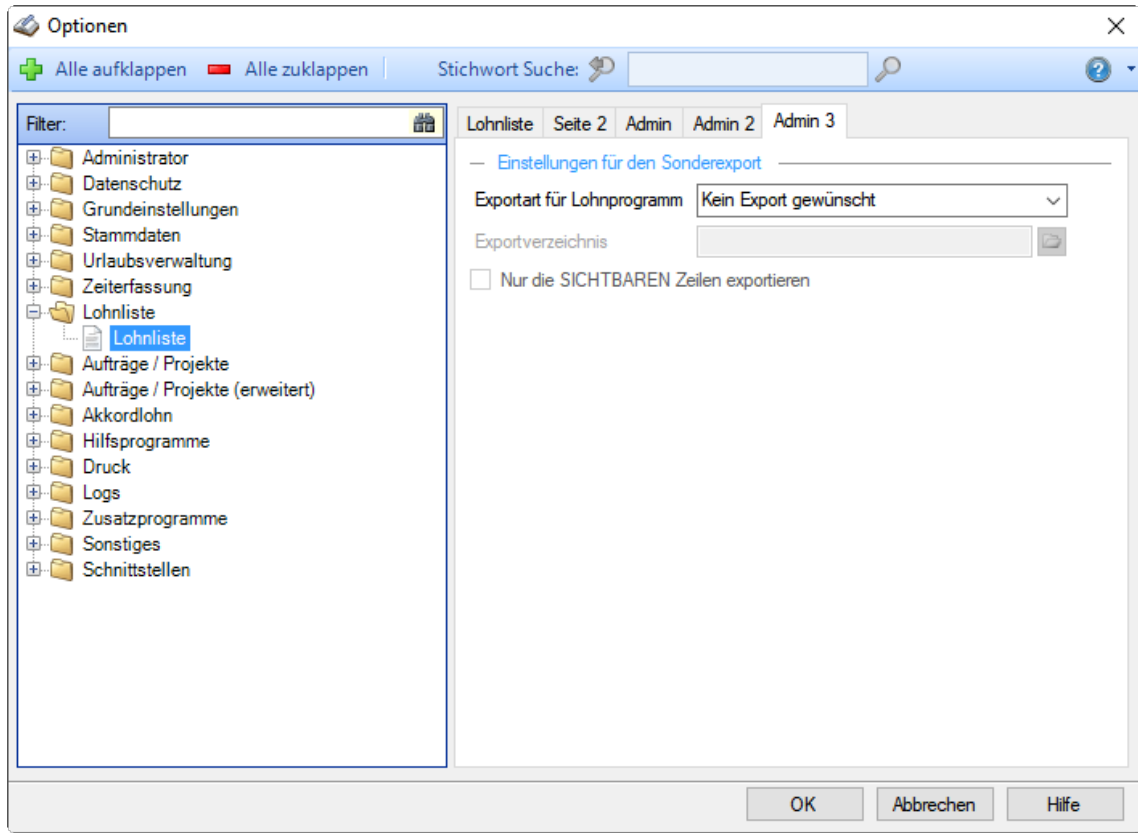 Optionen
Alle aufklappen Alle zuklappen Stichwort Suche:
Filter:
Administrator
Datenschutz
Grundeinstellungen
Stammdaten
Urlaubsverwaltung
Zeiterfassung
Lohnliste
Lohnliste
Aufträge / Projekte
Aufträge / Projekte (erweitert)
Akkordlohn
Hilfsprogramme
Druck
Logs
Zusatzprogramme
Sonstiges
Schnittstellen
Lohnliste Seite 2 Admin Admin 2 Admin 3
Einstellungen für den Sonderexport
Exportart für Lohnprogramm Kein Export gewünscht
Exportverzeichnis
Nur die SICHTBAREN Zeilen exportieren
OK Abbrechen Hilfe